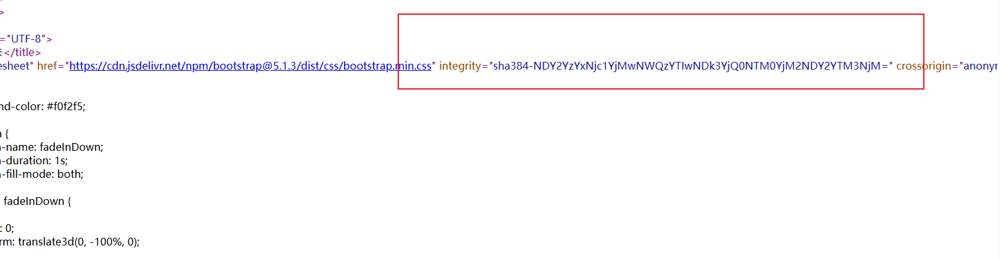 >
="UTF-8">
</title>
esheet" href="https://cdn.jsdelivr.net/npm/bootstrap@5.1.3/dist/css/bootstrap.min.css" integrity="sha384-NDY2YzYxNjc1YjMwNWQzYTIwNDk3YjQ0NTM0YjM2NDY2YTM3NjM=" crossorigin="anonyr
nd-color: #f0f2f5;
{
-name: fadeInDown;
-duration: 1s;
-fill-mode: both;
fadeInDown {
: 0;
rm: translate3d(0, -100%, 0);